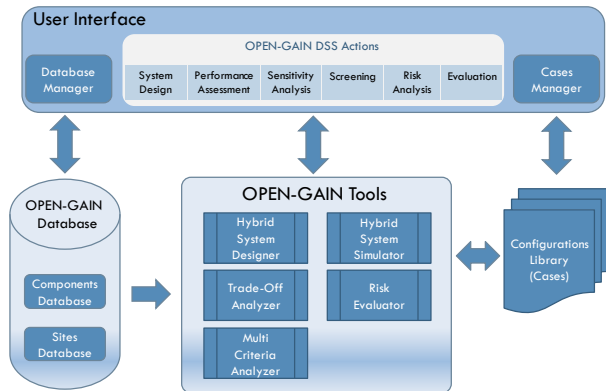 User Interface
OPEN-GAIN DSS Actions
Database
Manager
System
Design
Performance
Assessment
Sensitivity
Analysis
Screening
Risk
Analysis
Evaluation
Cases
Manager
OPEN-GAIN
Database
Components
Database
Sites
Database
OPEN-GAIN Tools
Hybrid
System
Designer
Hybrid
System
Simulator
Trade-Off
Analyzer
Risk
Evaluator
Multi
Criteria
Analyzer
Configurations
Library
(Cases)